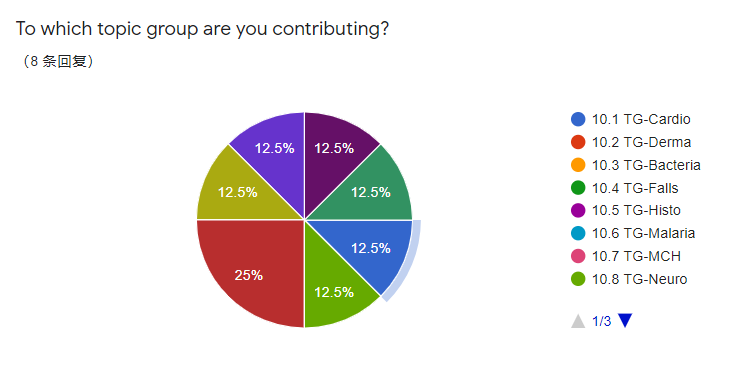 To which topic group are you contributing?
(8 条回复)
12.5%
12.5%
12.5%
12.5%
12.5%
25%
12.5%
10.1 TG-Cardio
10.2 TG-Derma
10.3 TG-Bacteria
10.4 TG-Falls
10.5 TG-Histo
10.6 TG-Malaria
10.7 TG-MCH
10.8 TG-Neuro
1/3